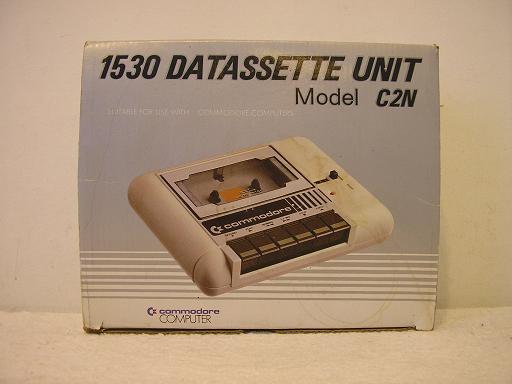 1530 DATASSETTE UNIT
Model C2N
SUITABLE FOR USE WITH COMMODORE COMPUTERS
commodore
commodore
COMPUTER